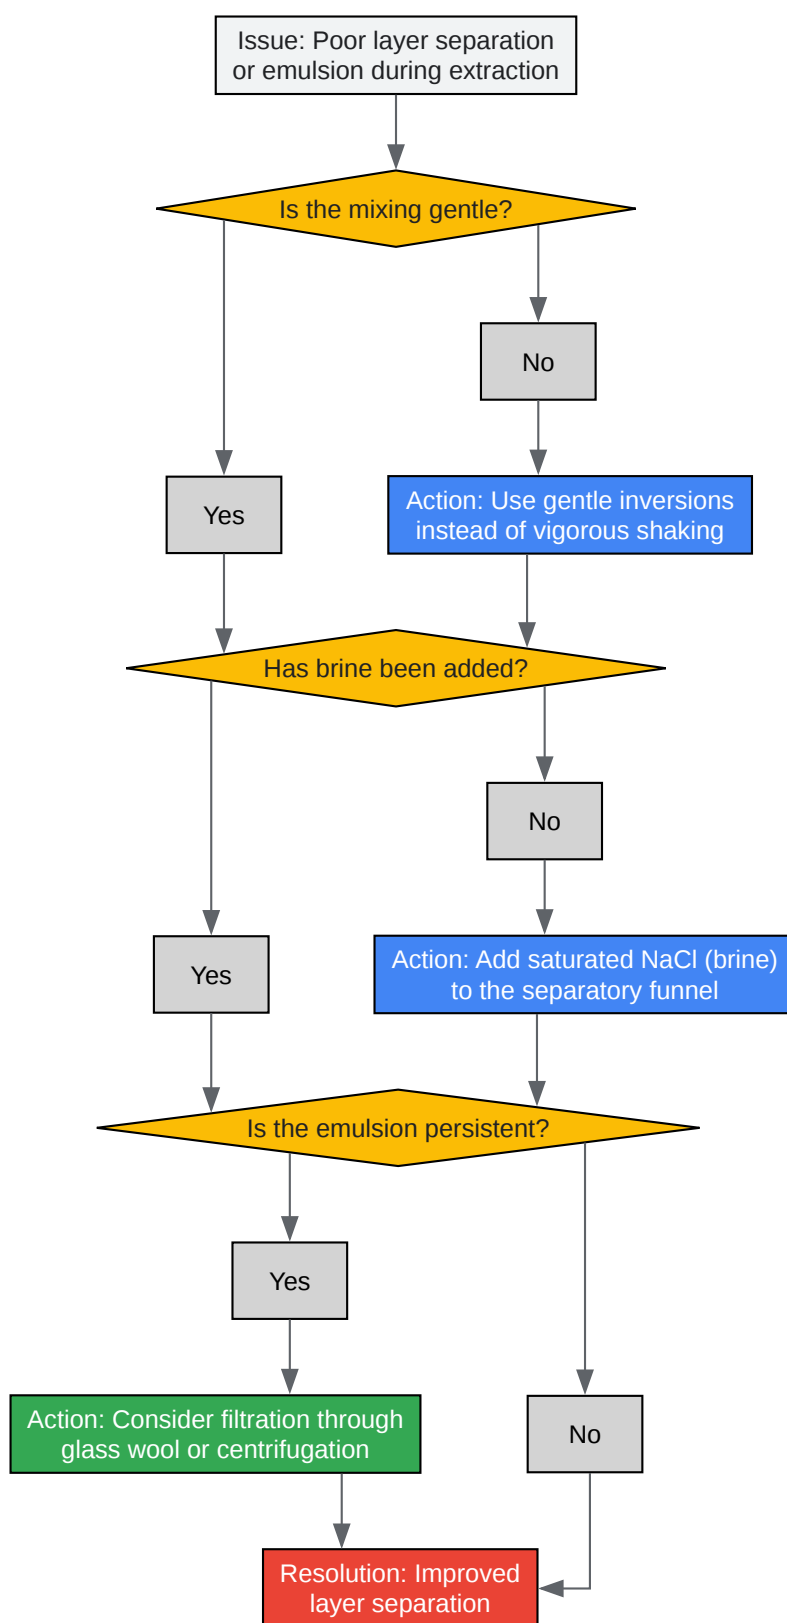 Issue: Poor layer separation
or emulsion during extraction
Is the mixing gentle?
No
Yes
Action: Use gentle inversions
instead of vigorous shaking
Has brine been added?
No
Yes
Action: Add saturated NaCl (brine)
to the separatory funnel
Is the emulsion persistent?
Yes
Action: Consider filtration through
glass wool or centrifugation
No
Resolution: Improved
layer separation